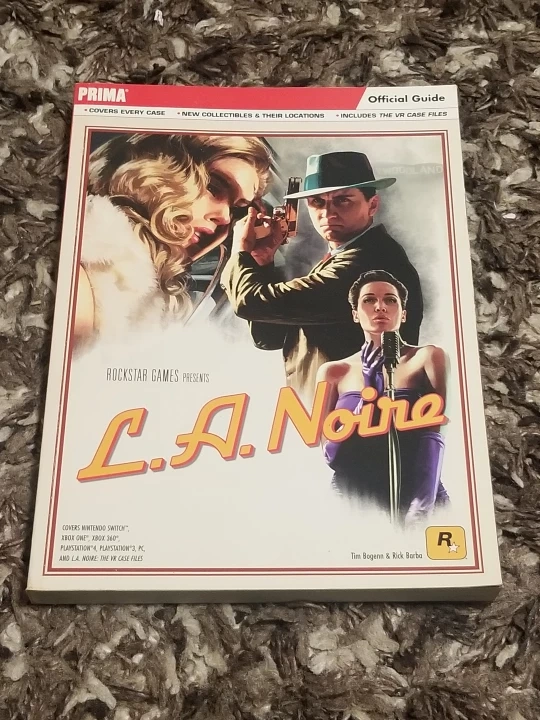 PRIMA®
Official Guide
• COVERS EVERY CASE • NEW COLLECTIBLES & THEIR LOCATIONS • INCLUDES THE VR CASE FILES
ROCKSTAR GAMES PRESENTS
L.A. Noire
COVERS NINTENDO SWITCH™,
XBOX ONE®, XBOX 360®,
PLAYSTATION®4, PLAYSTATION®3, PC,
AND L.A. NOIRE: THE VR CASE FILES
Tim Bogenn & Rick Barba
R